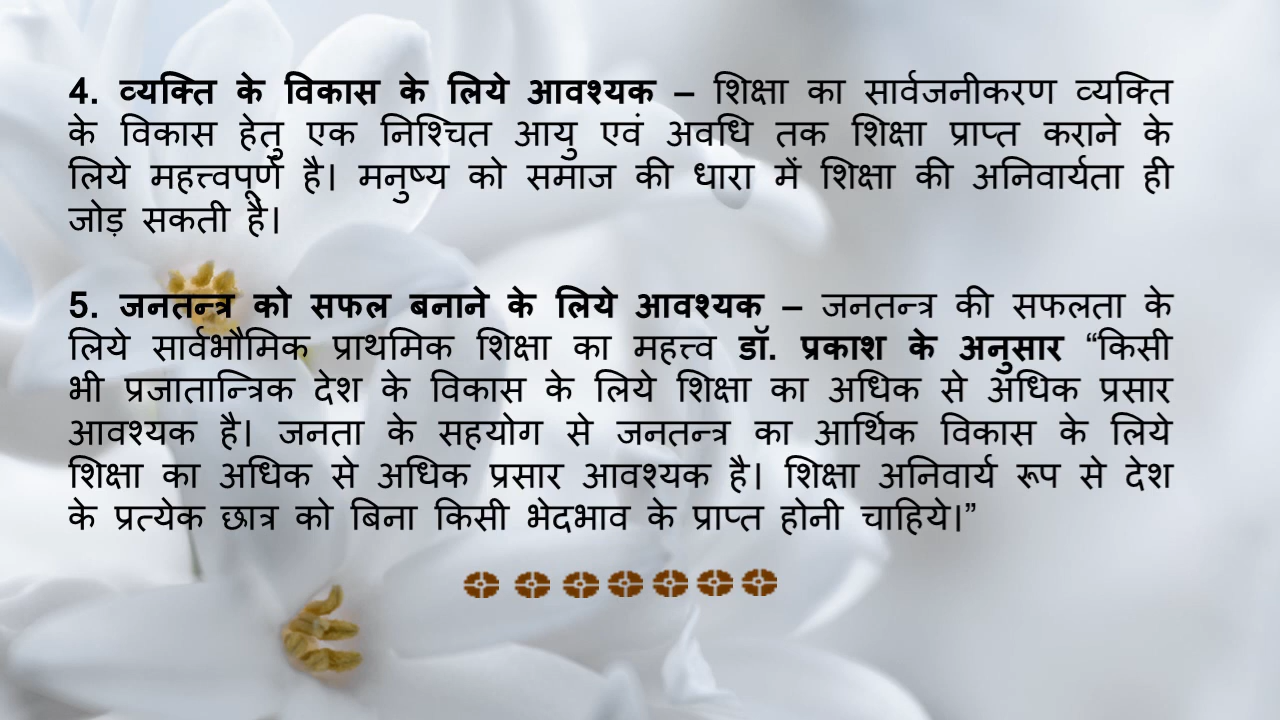 4. व्यक्ति के विकास के लिये आवश्यक – शिक्षा का सार्वजनीकरण व्यक्ति
के विकास हेतु एक निश्चित आयु एवं अवधि तक शिक्षा प्राप्त कराने के
लिये महत्त्वपूर्ण है। मनुष्य को समाज की धारा में शिक्षा की अनिवार्यता ही
जोड़ सकती है।
5. जनतन्त्र को सफल बनाने के लिये आवश्यक – जनतन्त्र की सफलता के
लिये सार्वभौमिक प्राथमिक शिक्षा का महत्त्व डॉ. प्रकाश के अनुसार “किसी
भी प्रजातान्त्रिक देश के विकास के लिये शिक्षा का अधिक से अधिक प्रसार
आवश्यक है। जनता के सहयोग से जनतन्त्र का आर्थिक विकास के लिये
शिक्षा का अधिक से अधिक प्रसार आवश्यक है। शिक्षा अनिवार्य रूप से देश
के प्रत्येक छात्र को बिना किसी भेदभाव के प्राप्त होनी चाहिये।”